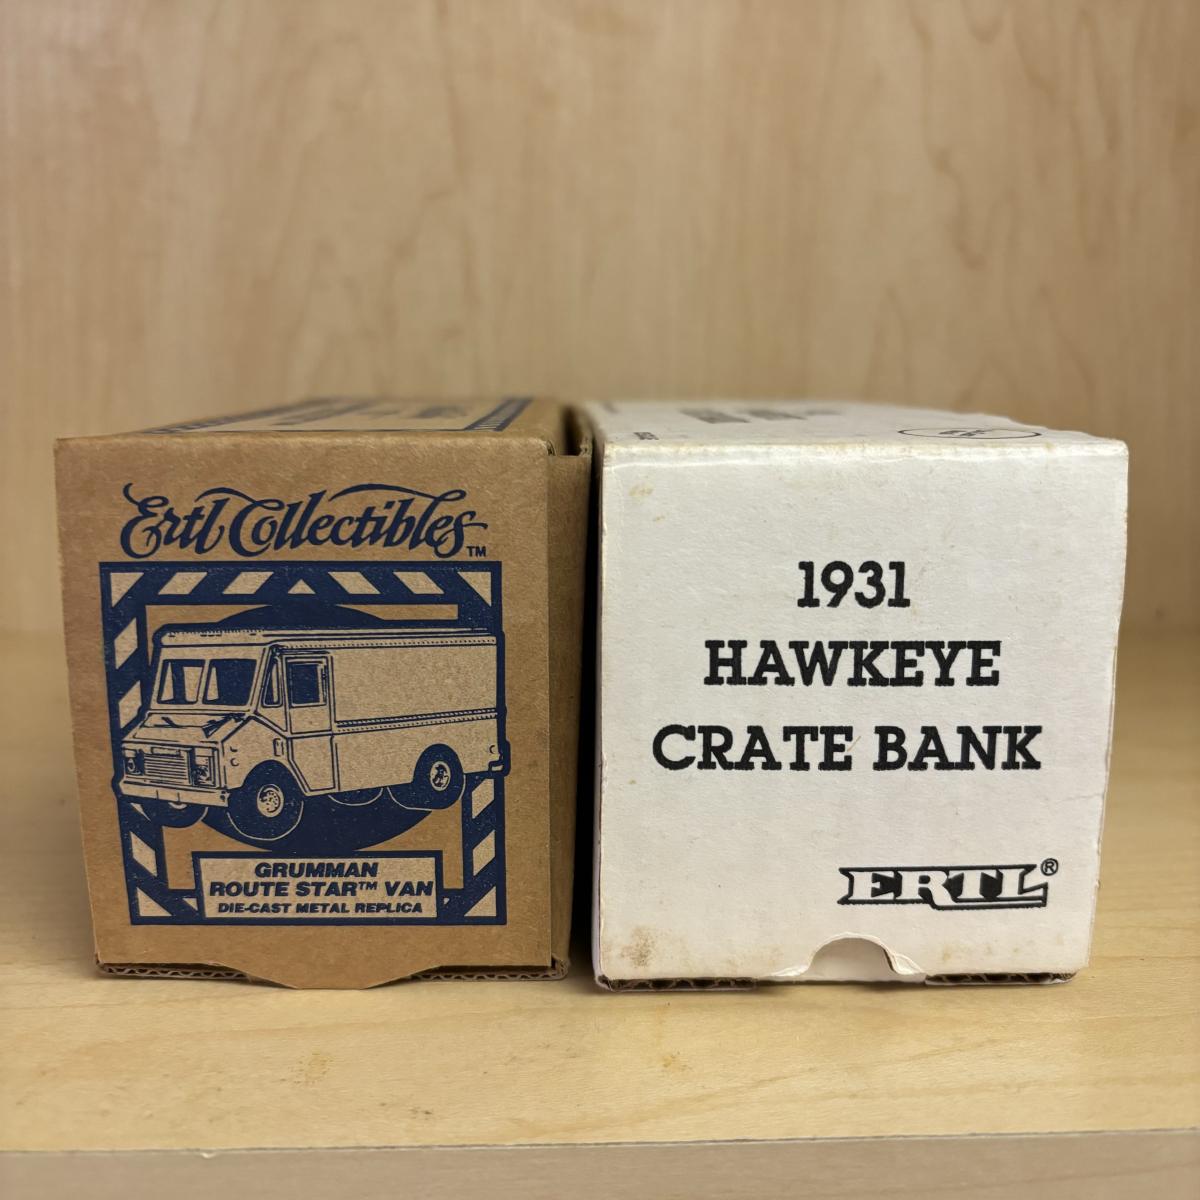 Ertl Collectibles™
GRUMMAN
ROUTE STAR™ VAN
DIE-CAST METAL REPLICA
1931
HAWKEYE
CRATE BANK
ERTL®